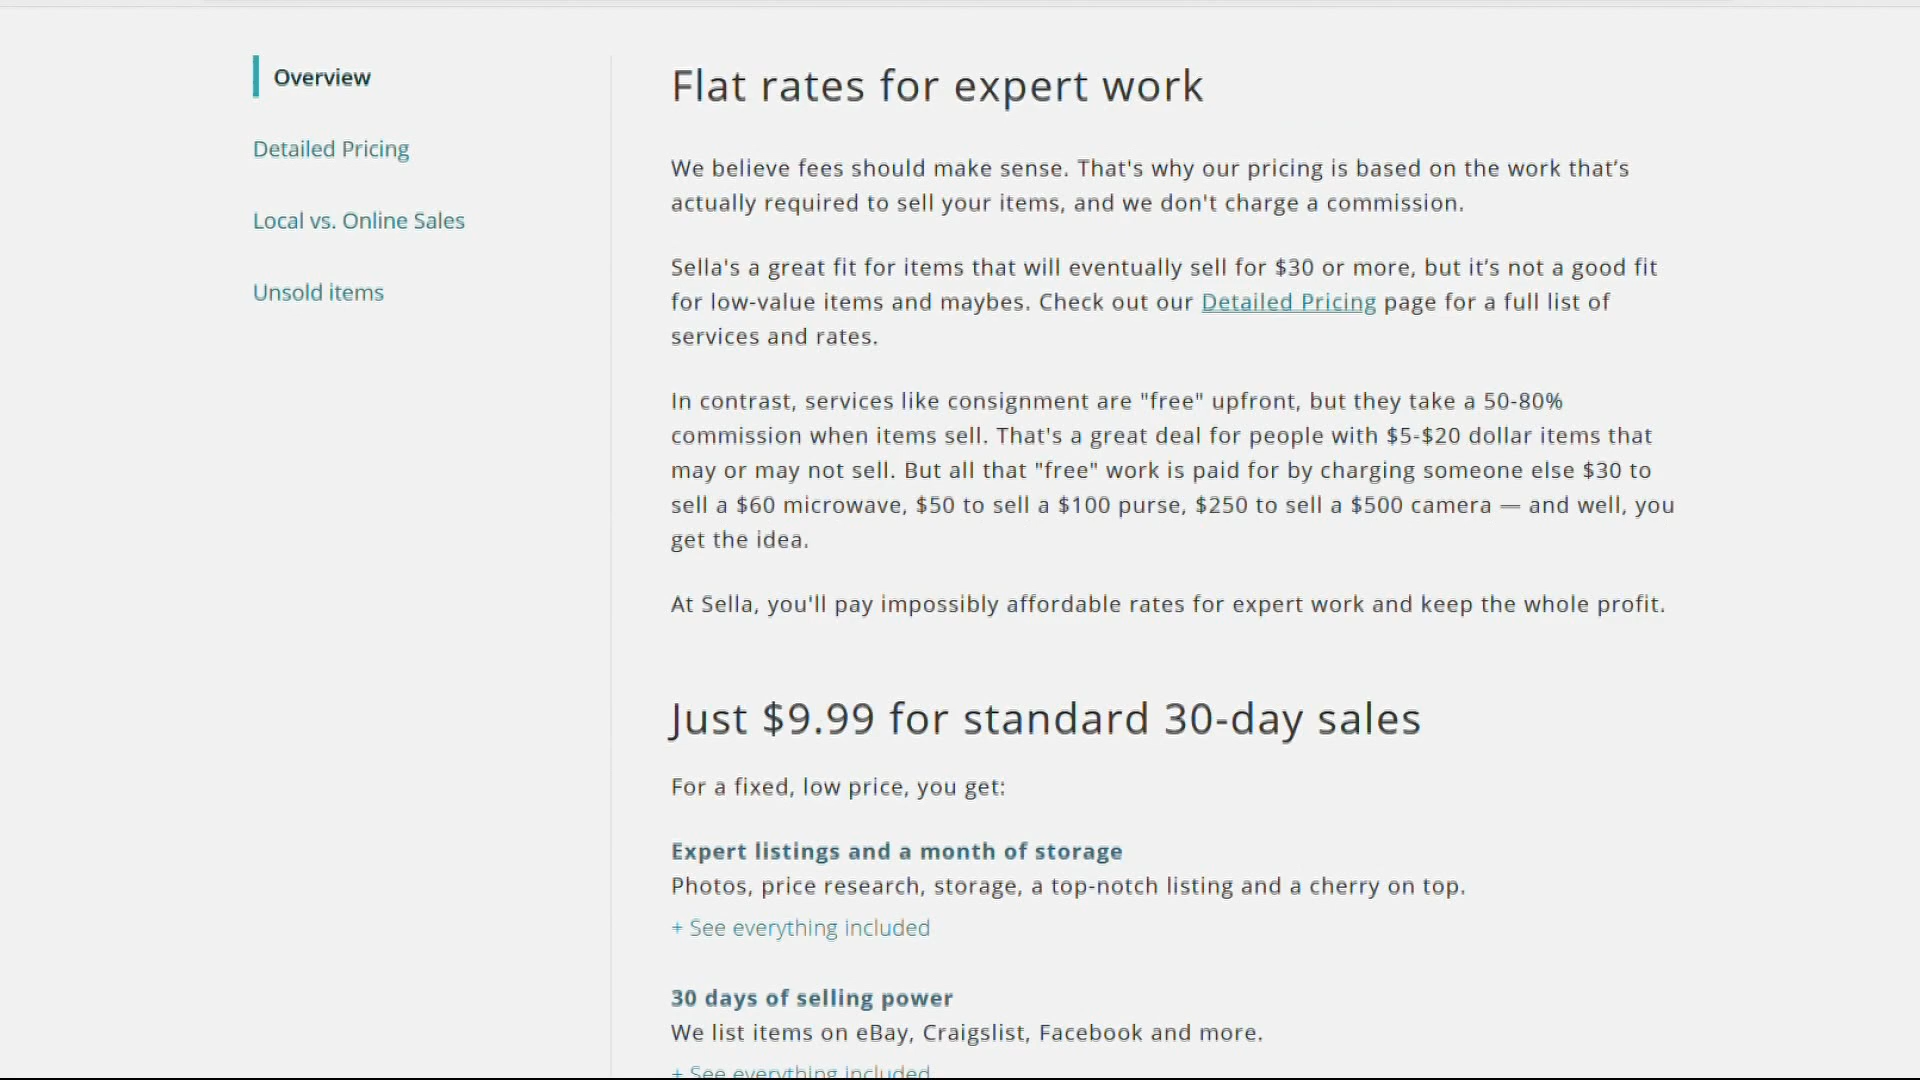 Overview
Detailed Pricing
Local vs. Online Sales
Unsold items
Flat rates for expert work
We believe fees should make sense. That's why our pricing is based on the work that’s
actually required to sell your items, and we don't charge a commission.
Sella's a great fit for items that will eventually sell for $30 or more, but it’s not a good fit
for low-value items and maybes. Check out our Detailed Pricing page for a full list of
services and rates.
In contrast, services like consignment are "free" upfront, but they take a 50-80%
commission when items sell. That's a great deal for people with $5-$20 dollar items that
may or may not sell. But all that "free" work is paid for by charging someone else $30 to
sell a $60 microwave, $50 to sell a $100 purse, $250 to sell a $500 camera — and well, you
get the idea.
At Sella, you'll pay impossibly affordable rates for expert work and keep the whole profit.
Just $9.99 for standard 30-day sales
For a fixed, low price, you get:
Expert listings and a month of storage
Photos, price research, storage, a top-notch listing and a cherry on top.
+ See everything included
30 days of selling power
We list items on eBay, Craigslist, Facebook and more.
+ See everything included